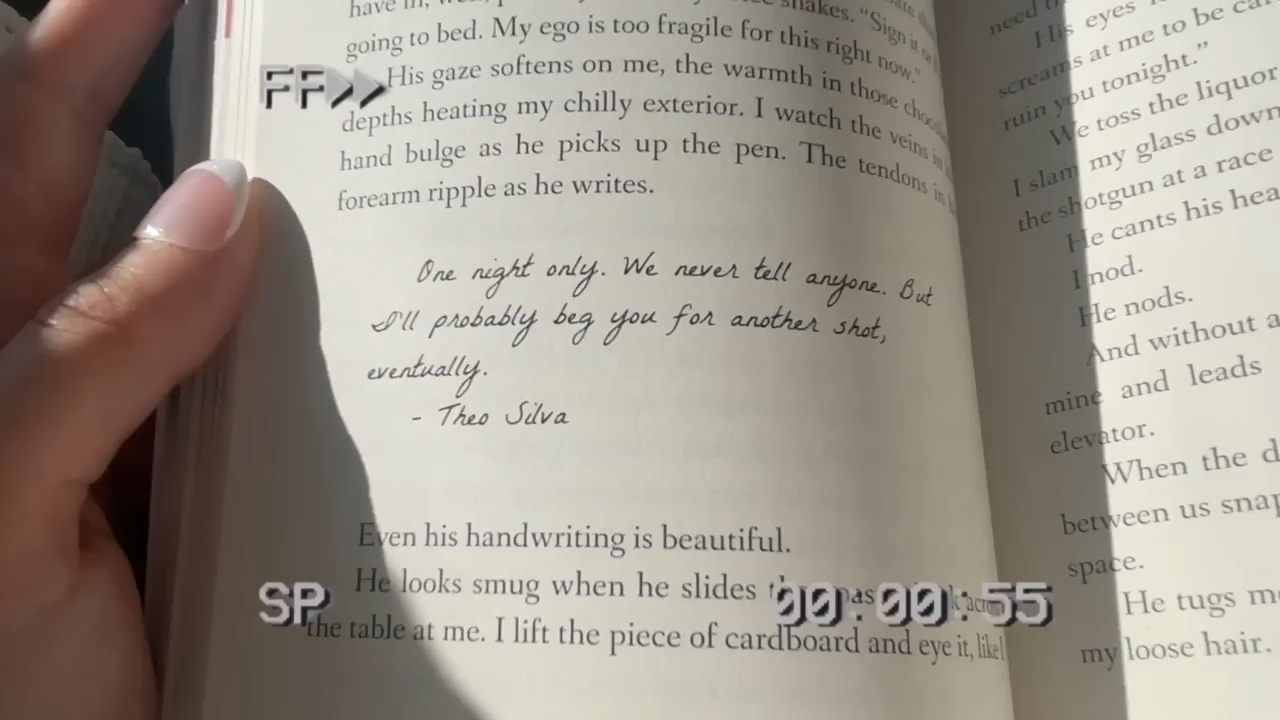 going to bed. My ego is too fragile for this right now."
His gaze softens on me, the warmth in those
depths heating my chilly exterior. I watch the veins in
hand bulge as he picks up the pen. The tendons in
forearm ripple as he writes.
One night only. We never tell anyone. But
I'll probably beg you for another shot,
eventually.
- Theo Silva
Even his handwriting is beautiful.
He looks smug when he slides
the table at me. I lift the piece of cardboard and eye it, like
His eyes
screams at me to be
ruin you tonight."
We toss the liquor
I slam my glass down
the shotgun at a race
He cants his
I nod.
He nods.
And without a
mine and leads
elevator.
When the
between us
space.
He tugs
my loose hair.
FF>>
SP
00:00:55